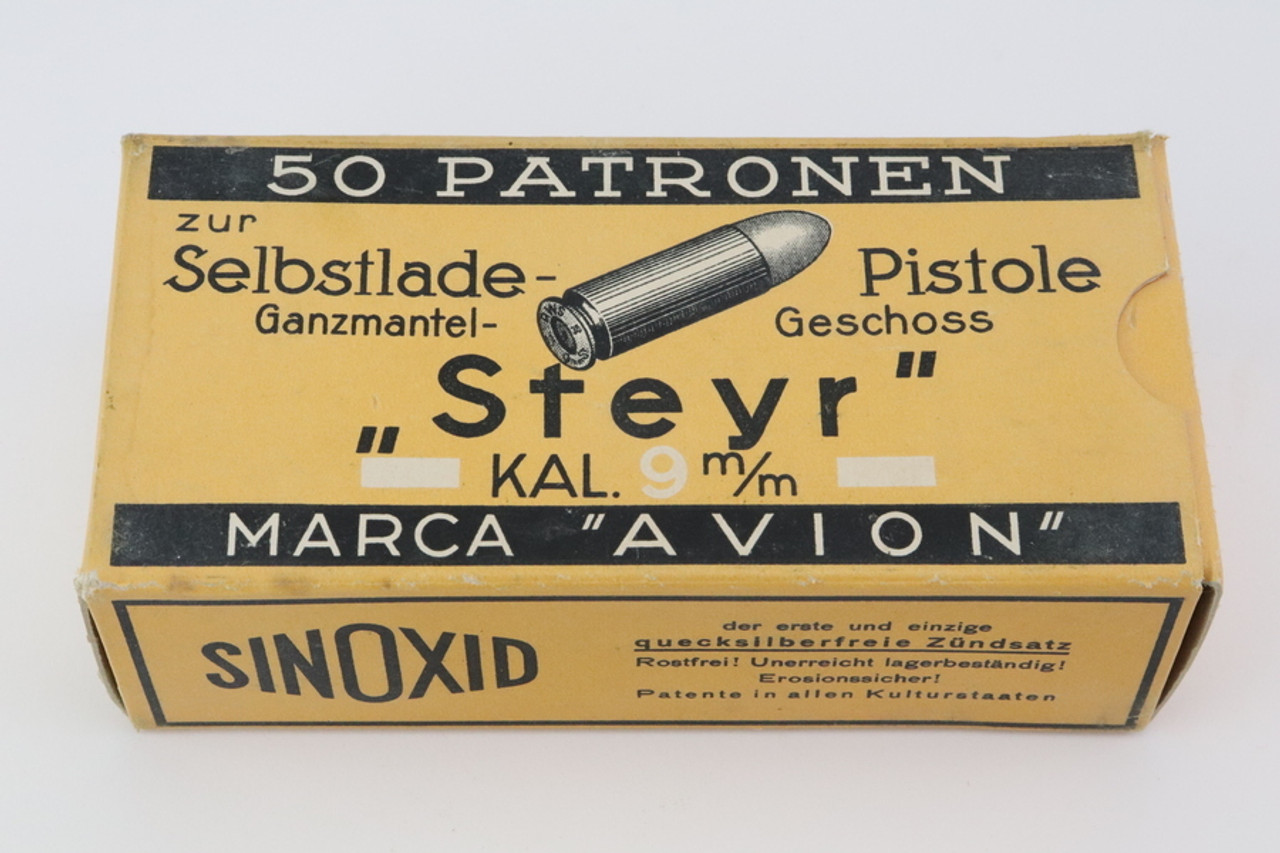 50 PATRONEN
zur
Selbstlade- Pistole
Ganzmantel- Geschoss
„Steyr"
KAL. 9 m/m
MARCA "AVION"
SINOXID
der erste und einzige
quecksilberfreie Zündsatz
Rostfrei! Unerreicht lagerbeständig!
Erosionssicher!
Patente in allen Kulturstaaten